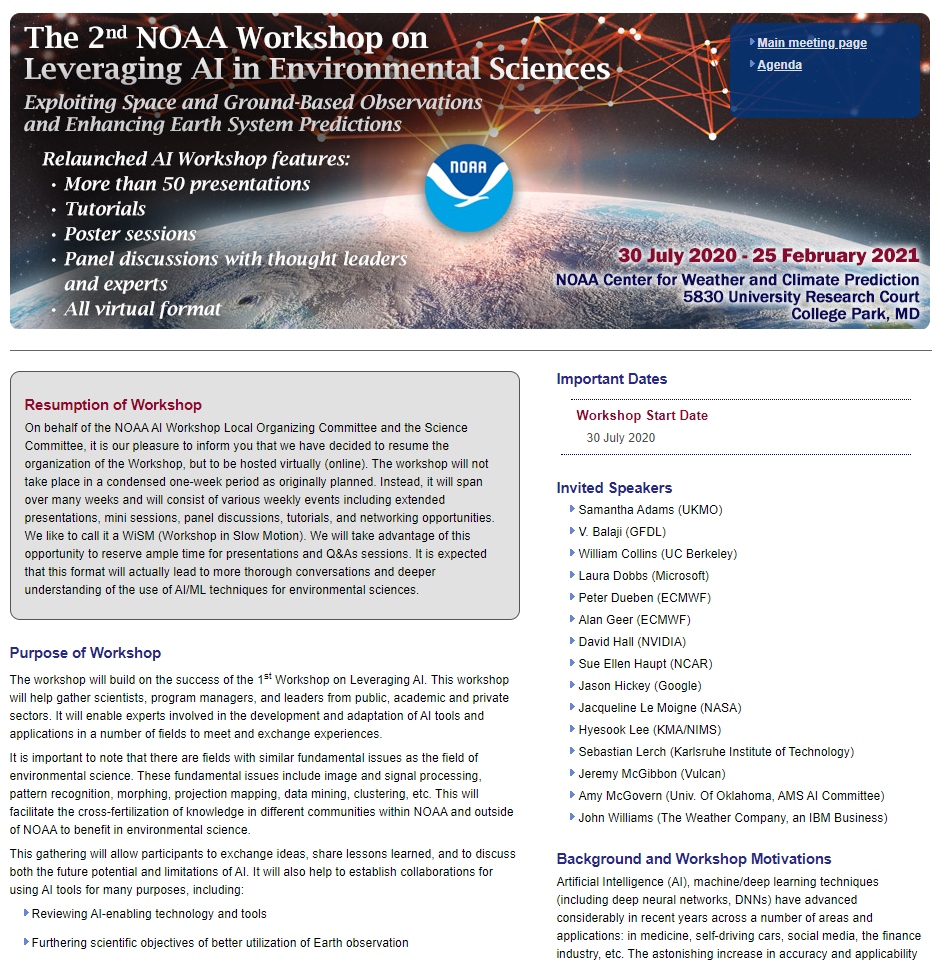 The 2nd NOAA Workshop on
Leveraging AI in Environmental Sciences
Exploiting Space and Ground-Based Observations
and Enhancing Earth System Predictions
Relaunched AI Workshop features:
• More than 50 presentations
• Tutorials
• Poster sessions
• Panel discussions with thought leaders
and experts
• All virtual format
NOAA
Main meeting page
Agenda
30 July 2020 - 25 February 2021
NOAA Center for Weather and Climate Prediction
5830 University Research Court
College Park, MD
Resumption of Workshop
On behalf of the NOAA AI Workshop Local Organizing Committee and the Science
Committee, it is our pleasure to inform you that we have decided to resume the
organization of the Workshop, but to be hosted virtually (online). The workshop will not
take place in a condensed one-week period as originally planned. Instead, it will span
over many weeks and will consist of various weekly events including extended
presentations, mini sessions, panel discussions, tutorials, and networking opportunities.
We like to call it a WiSM (Workshop in Slow Motion). We will take advantage of this
opportunity to reserve ample time for presentations and Q&As sessions. It is expected
that this format will actually lead to more thorough conversations and deeper
understanding of the use of AI/ML techniques for environmental sciences.
Purpose of Workshop
The workshop will build on the success of the 1st Workshop on Leveraging AI. This workshop
will help gather scientists, program managers, and leaders from public, academic and private
sectors. It will enable experts involved in the development and adaptation of AI tools and
applications in a number of fields to meet and exchange experiences.
It is important to note that there are fields with similar fundamental issues as the field of
environmental science. These fundamental issues include image and signal processing,
pattern recognition, morphing, projection mapping, data mining, clustering, etc. This will
facilitate the cross-fertilization of knowledge in different communities within NOAA and outside
of NOAA to benefit in environmental science.
This gathering will allow participants to exchange ideas, share lessons learned, and to discuss
both the future potential and limitations of AI. It will also help to establish collaborations for
using AI tools for many purposes, including:
Reviewing AI-enabling technology and tools
Furthering scientific objectives of better utilization of Earth observation
Important Dates
Workshop Start Date
30 July 2020
Invited Speakers
Samantha Adams (UKMO)
V. Balaji (GFDL)
William Collins (UC Berkeley)
Laura Dobbs (Microsoft)
Peter Dueben (ECMWF)
Alan Geer (ECMWF)
David Hall (NVIDIA)
Sue Ellen Haupt (NCAR)
Jason Hickey (Google)
Jacqueline Le Moigne (NASA)
Hyesook Lee (KMA/NIMS)
Sebastian Lerch (Karlsruhe Institute of Technology)
Jeremy McGibbon (Vulcan)
Amy McGovern (Univ. Of Oklahoma, AMS AI Committee)
John Williams (The Weather Company, an IBM Business)
Background and Workshop Motivations
Artificial Intelligence (AI), machine/deep learning techniques
(including deep neural networks, DNNs) have advanced
considerably in recent years across a number of areas and
applications: in medicine, self-driving cars, social media, the finance
industry, etc. The astonishing increase in accuracy and applicability